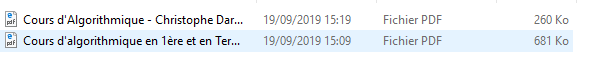 Cours d'Algorithmique - Christophe Dar... 19/09/2019 15:19 Fichier PDF 260 Ko
Cours d'algorithmique en 1ère et en Ter... 19/09/2019 15:09 Fichier PDF 681 Ko